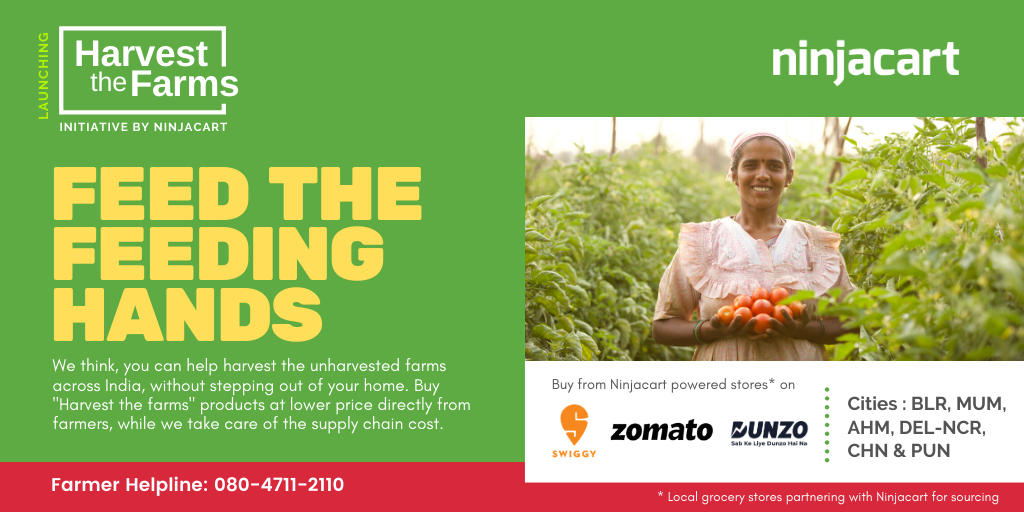 LAUNCHING
Harvest
the Farms
INITIATIVE BY NINJACART
ninjacart
FEED THE
FEEDING
HANDS
We think, you can help harvest the unharvested farms
across India, without stepping out of your home. Buy
"Harvest the farms" products at lower price directly from
farmers, while we take care of the supply chain cost.
Farmer Helpline: 080-4711-2110
Buy from Ninjacart powered stores* on
SWIGGY
zomato
DUNZO
Sab Ke Liye Dunzo Hai Na
Cities : BLR, MUM,
AHM, DEL-NCR,
CHN & PUN
* Local grocery stores partnering with Ninjacart for sourcing